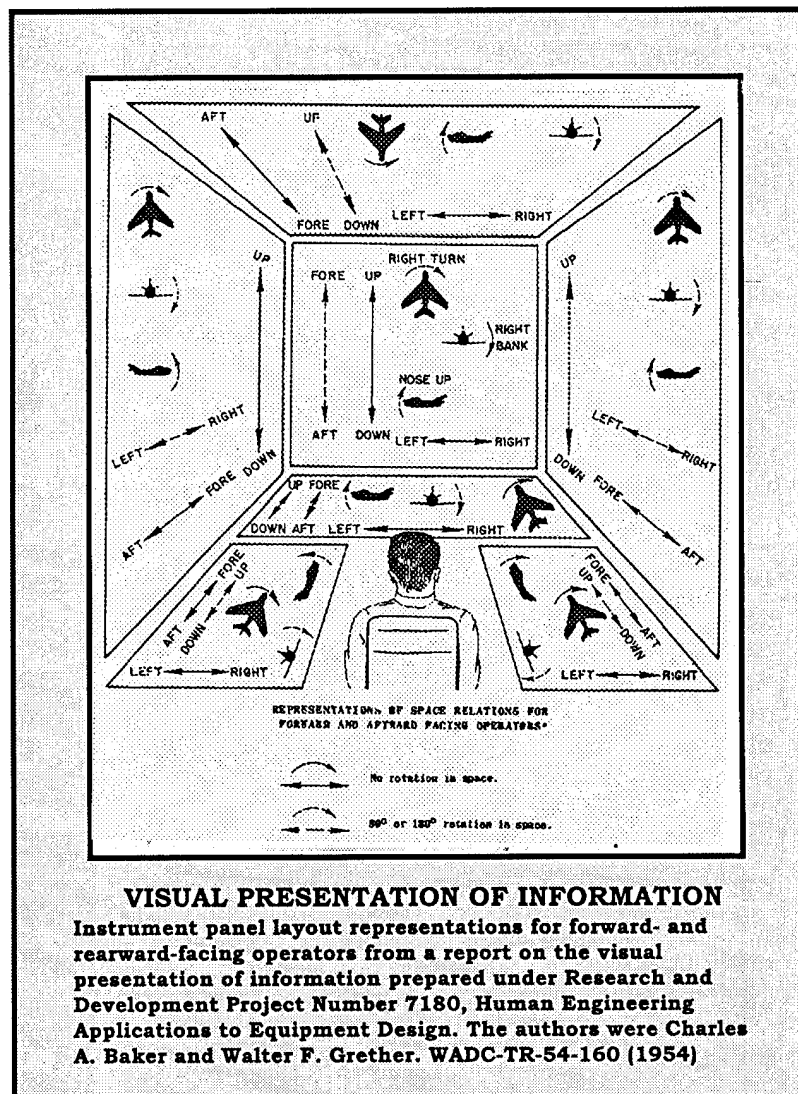 AFT
UP
FORE DOWN LEFT RIGHT
UP
LEFT RIGHT
AFT FORE DOWN
RIGHT TURN
FORE UP
RIGHT
BANK
NOSE UP
AFT DOWN LEFT RIGHT
UP
LEFT RIGHT
DOWN FORE AFT
UP FORE
DOWN AFT LEFT RIGHT
FORE
UP
AFT
DOWN
LEFT RIGHT
FORE
UP
AFT
DOWN
LEFT RIGHT
REPRESENTATIONS OF SPACE RELATIONS FOR
FORWARD AND AFTWARD FACING OPERATORS*
No rotation in space.
90° or 180° rotation in space.
VISUAL PRESENTATION OF INFORMATION
Instrument panel layout representations for forward- and
rearward-facing operators from a report on the visual
presentation of information prepared under Research and
Development Project Number 7180, Human Engineering
Applications to Equipment Design. The authors were Charles
A. Baker and Walter F. Grether. WADC-TR-54-160 (1954)